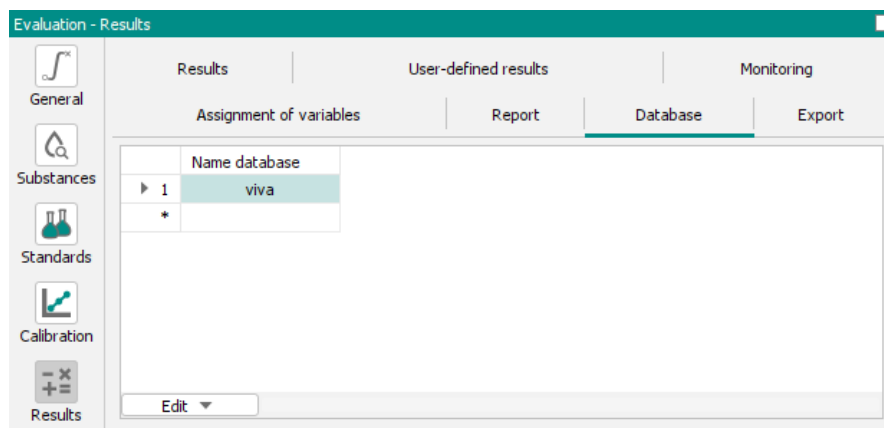 Evaluation - Results
General
Substances
Standards
Calibration
Results
Results User-defined results Monitoring
Assignment of variables Report Database Export
Name database
1 viva
*
Edit